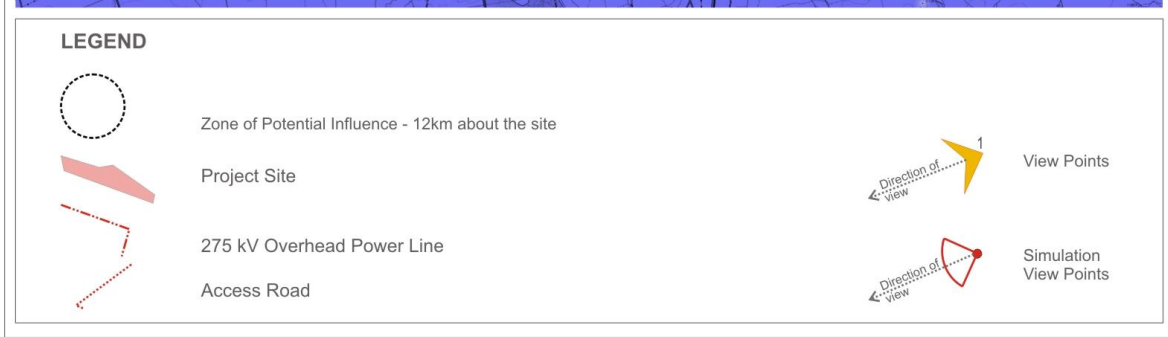 LEGEND
Zone of Potential Influence - 12km about the site
Project Site
275 kV Overhead Power Line
Access Road
1
Direction of
view
View Points
Direction of
view
Simulation
View Points